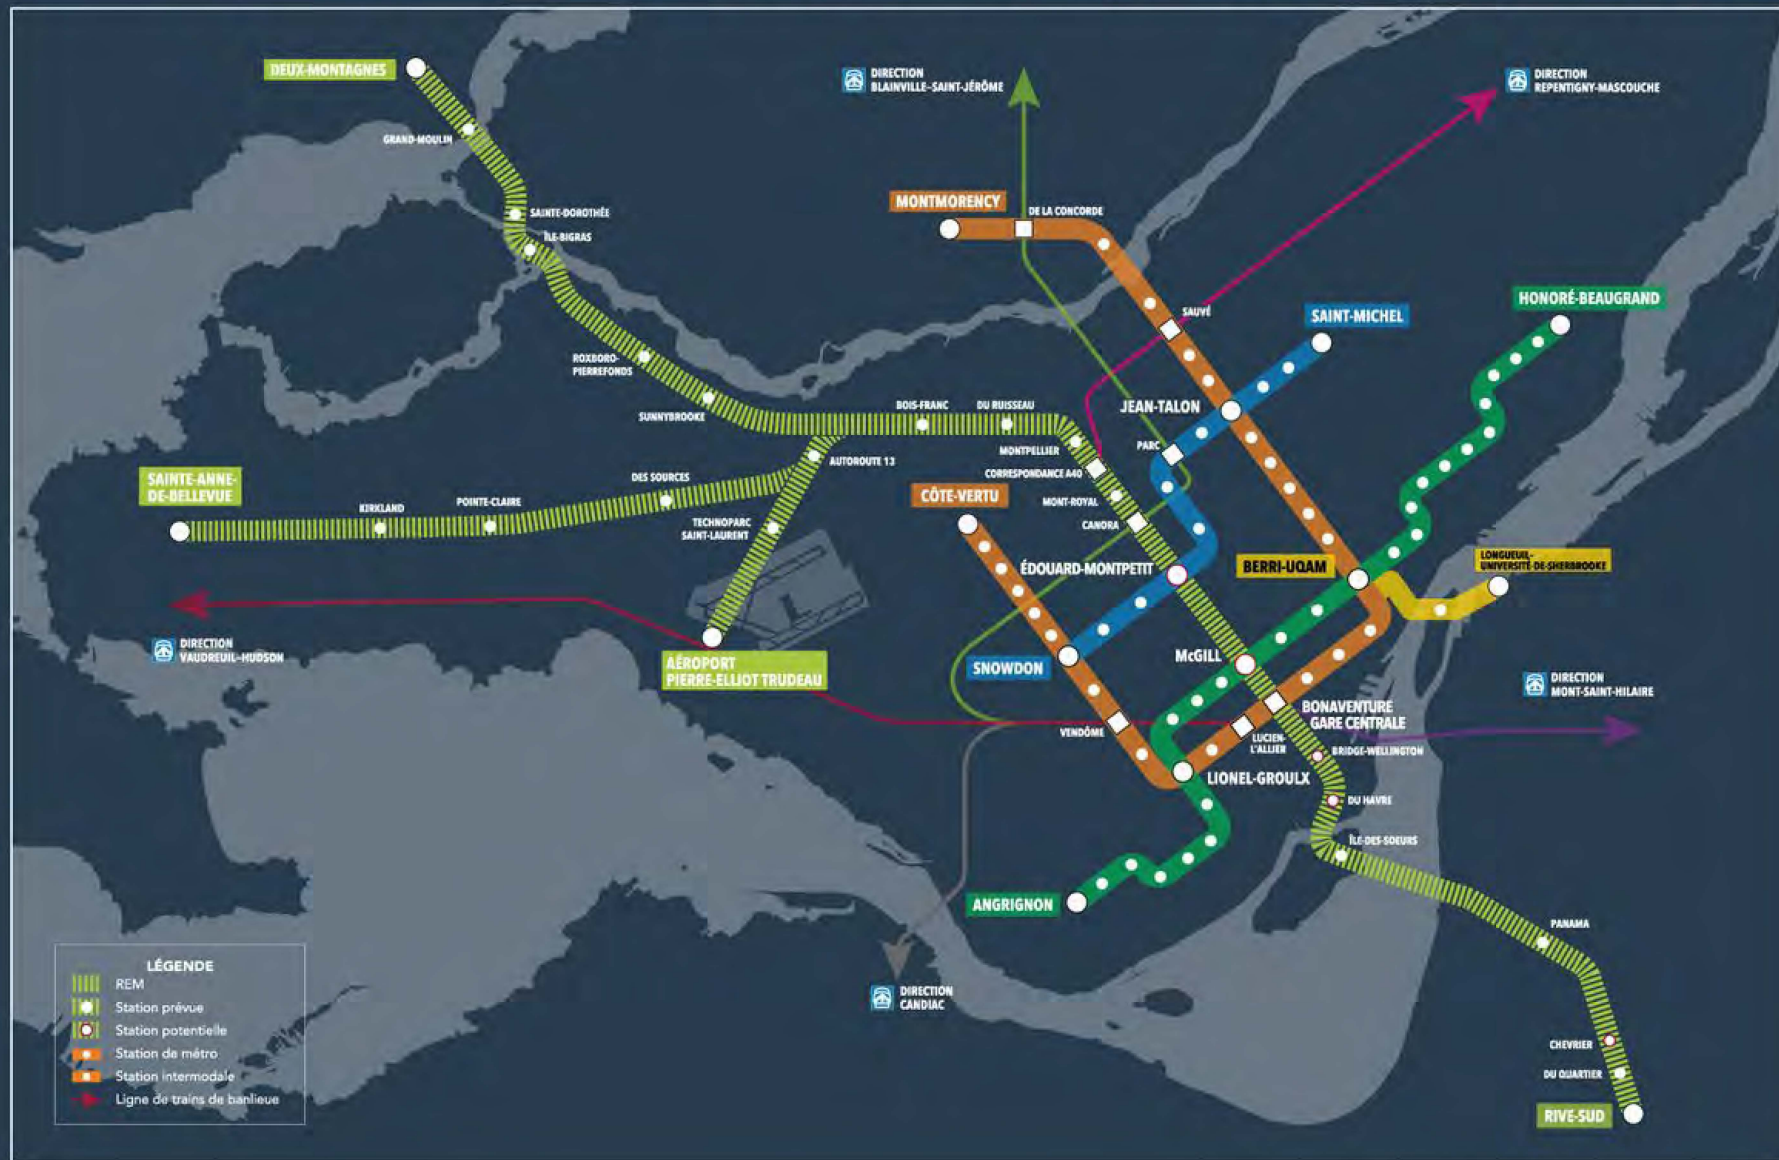 DEUX-MONTAGNES
GRAND-MOULIN
SAINTE-DOROTHÉE
ÎLE-BIGRAS
ROXBORO-
PIERREFONDS
SUNNYBROOKE
BOIS-FRANC
DU RUISSEAU
MONTPELLIER
CORRESPONDANCE A40
MONT-ROYAL
CANORA
AUTOROUTE 13
DES SOURCES
POINTE-CLAIRE
KIRKLAND
SAINTE-ANNE-
DE-BELLEVUE
TECHNOPARC
SAINT-LAURENT
AÉROPORT
PIERRE-ELLIOT TRUDEAU
DIRECTION
VAUDREUIL-HUDSON
DIRECTION
BLAINVILLE-SAINT-JÉRÔME
DIRECTION
REPENTIGNY-MASCOUCHE
MONTMORENCY
DE LA CONCORDE
SAUVÉ
SAINT-MICHEL
HONORÉ-BEAUGRAND
JEAN-TALON
PARC
CÔTE-VERTU
ÉDOUARD-MONTPETIT
BERRI-UQAM
LONGUEUIL-
UNIVERSITÉ-DE-SHERBROOKE
SNOWDON
McGILL
DIRECTION
MONT-SAINT-HILAIRE
BONAVENTURE
GARE CENTRALE
VENDÔME
LUCIEN-
L'ALLIER
BRIDGE-WELLINGTON
LIONEL-GROULX
DU HAVRE
ÎLE-DES-SOEURS
ANGRIGNON
PANAMA
DIRECTION
CANDIAC
CHEVRIER
DU QUARTIER
RIVE-SUD
LÉGENDE
REM
Station prévue
Station potentielle
Station de métro
Station intermodale
Ligne de trains de banlieue